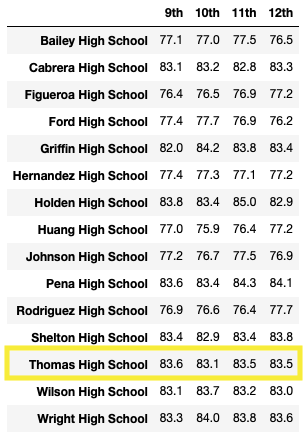 9th 10th 11th 12th
Bailey High School 77.1 77.0 77.5 76.5
Cabrera High School 83.1 83.2 82.8 83.3
Figueroa High School 76.4 76.5 76.9 77.2
Ford High School 77.4 77.7 76.9 76.2
Griffin High School 82.0 84.2 83.8 83.4
Hernandez High School 77.4 77.3 77.1 77.2
Holden High School 83.8 83.4 85.0 82.9
Huang High School 77.0 75.9 76.4 77.2
Johnson High School 77.2 76.7 77.5 76.9
Pena High School 83.6 83.4 84.3 84.1
Rodriguez High School 76.9 76.6 76.4 77.7
Shelton High School 83.4 82.9 83.4 83.8
Thomas High School 83.6 83.1 83.5 83.5
Wilson High School 83.1 83.7 83.2 83.0
Wright High School 83.3 84.0 83.8 83.6